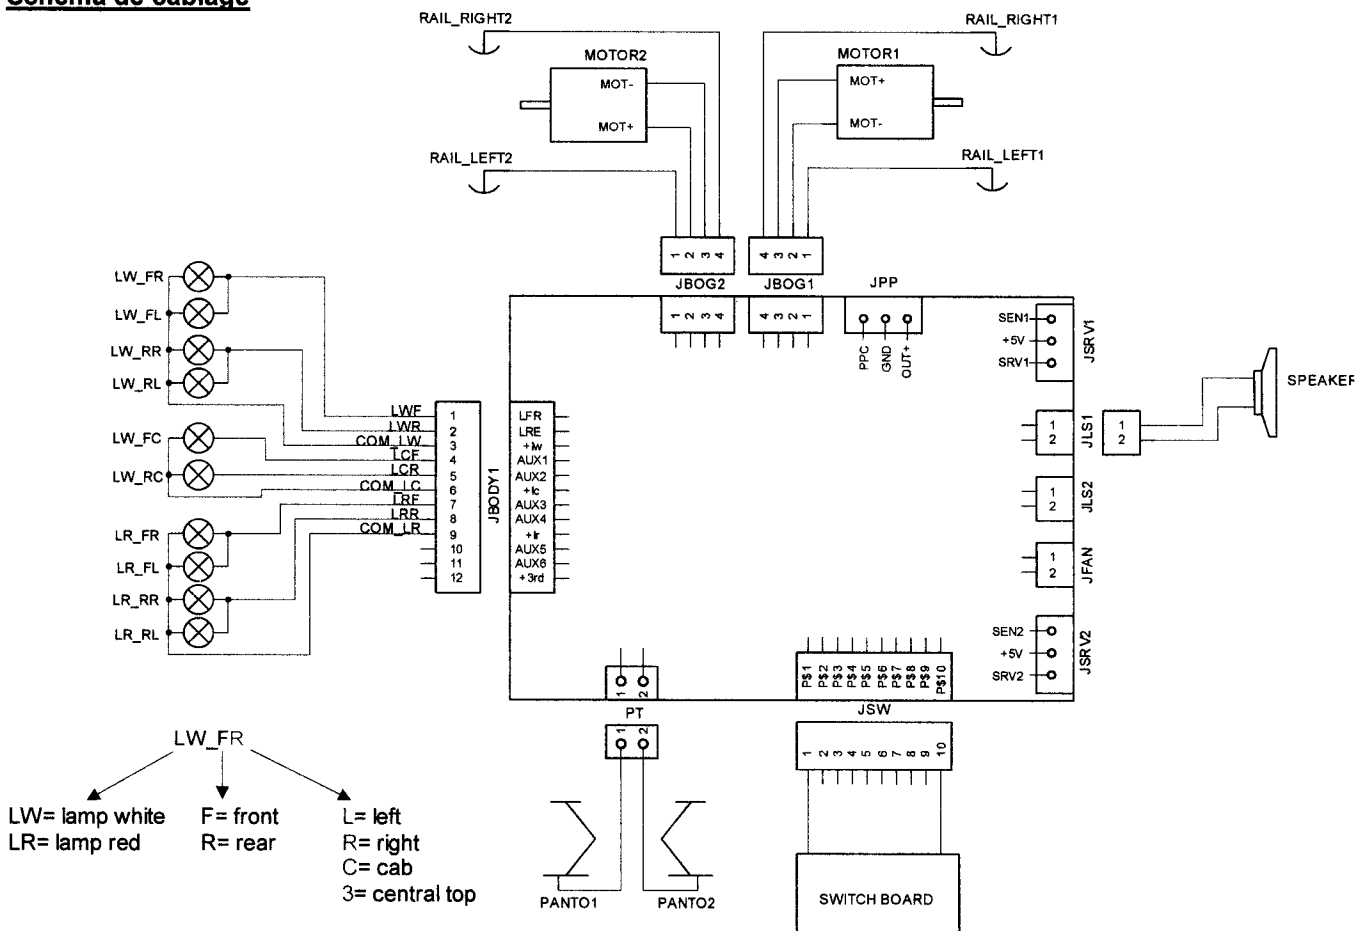 Schéma de câblage
RAIL_RIGHT2
RAIL_RIGHT1
MOTOR2
MOTOR1
MOT-
MOT+
MOT+
MOT-
RAIL_LEFT2
RAIL_LEFT1
1 2 3 4
4 3 2 1
JBOG2
JBOG1
JPP
1 2 3 4
4 3 2 1
PPC
GND
OUT+
SEN1
+5V
SRV1
JSRV1
SPEAKER
1
2
JLS1
1
2
1
2
JLS2
1
2
JFAN
SEN2
+5V
SRV2
JSRV2
LW_FR
LW_FL
LW_RR
LW_RL
LW_FC
LW_RC
LR_FR
LR_FL
LR_RR
LR_RL
LWF
LWR
COM_LW
LCF
LCR
COM_LC
LRF
LRR
COM_LR
1
2
3
4
5
6
7
8
9
10
11
12
JBODY1
LFR
LRE
+lw
AUX1
AUX2
+lc
AUX3
AUX4
+lr
AUX5
AUX6
+3rd
1 2
PT
1 2
PANTO1
PANTO2
P$1 P$2 P$3 P$4 P$5 P$6 P$7 P$8 P$9 P$10
JSW
1 2 3 4 5 6 7 8 9 10
SWITCH BOARD
LW_FR
LW= lamp white
LR= lamp red
F= front
R= rear
L= left
R= right
C= cab
3= central top